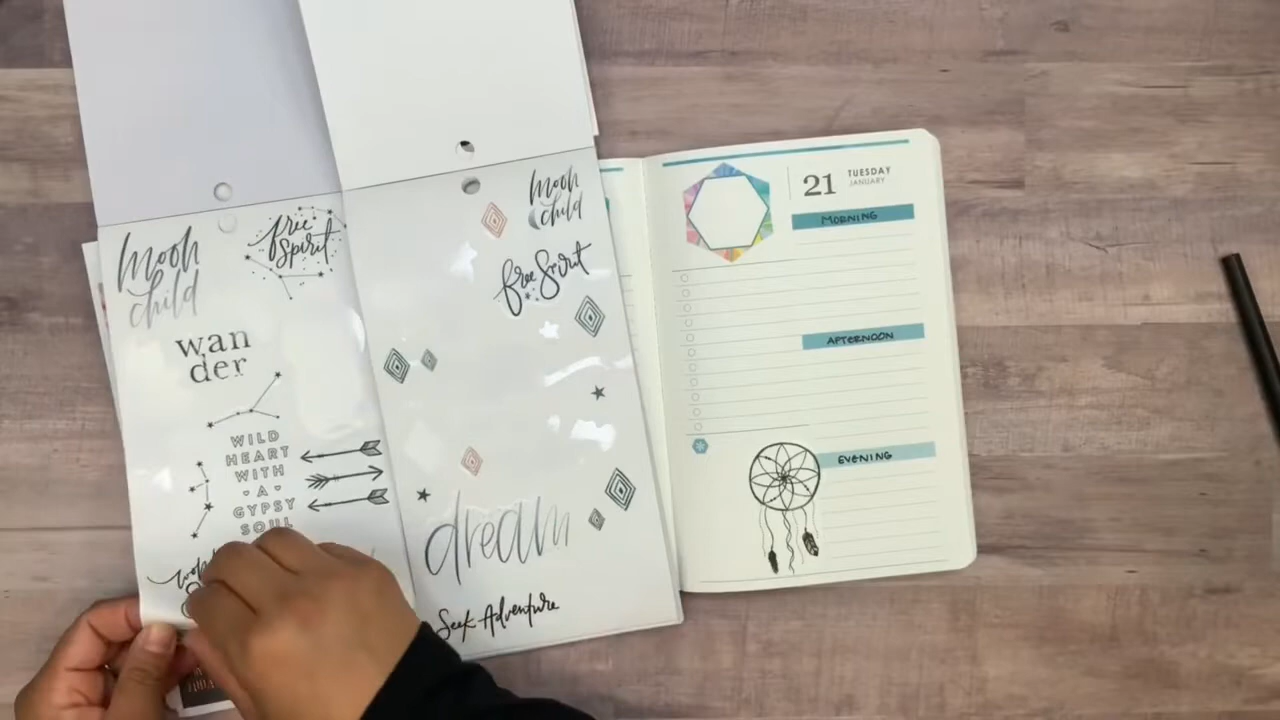 moon
child
free
Spirit
wan
der
WILD
HEART
WITH
A
GYPSY
SOUL
moon
child
free Spirit
dream
Seek Adventure
21
TUESDAY
JANUARY
MORNING
AFTERNOON
EVENING